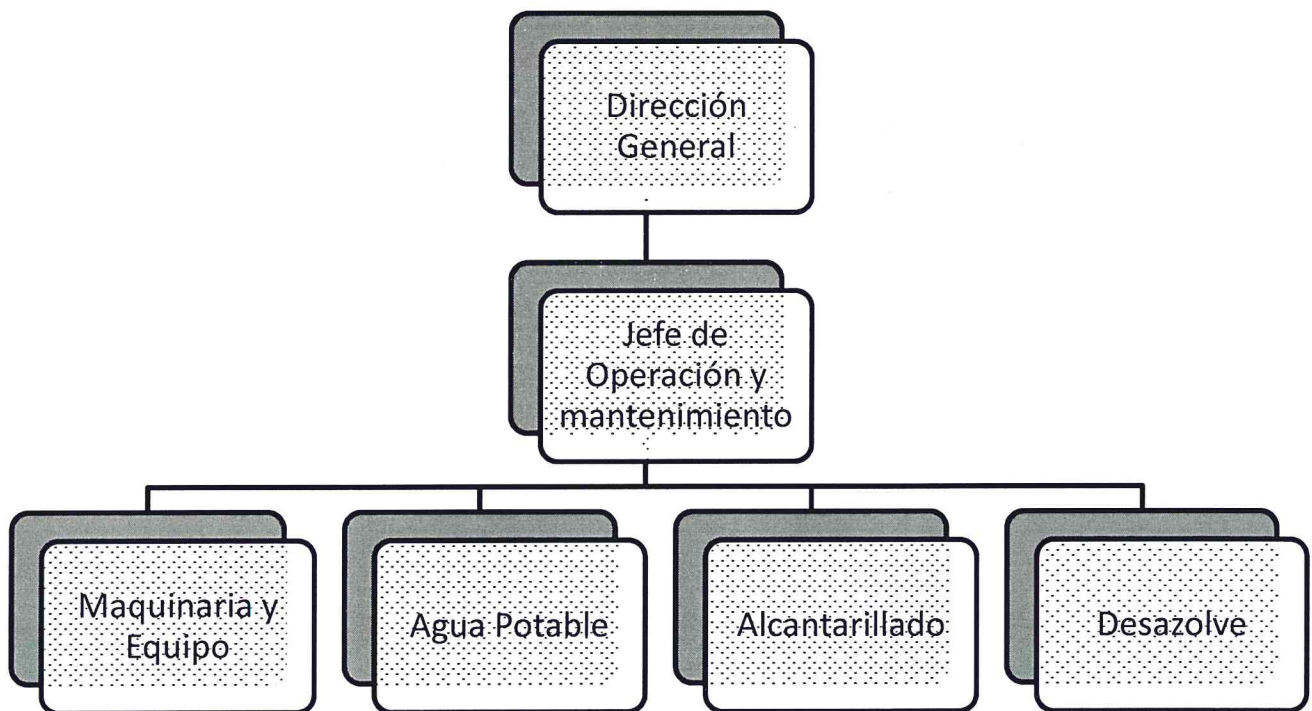 Dirección
General
Jefe de
Operación y
mantenimiento
Maquinaria y
Equipo
Agua Potable
Alcantarillado
Desazolve